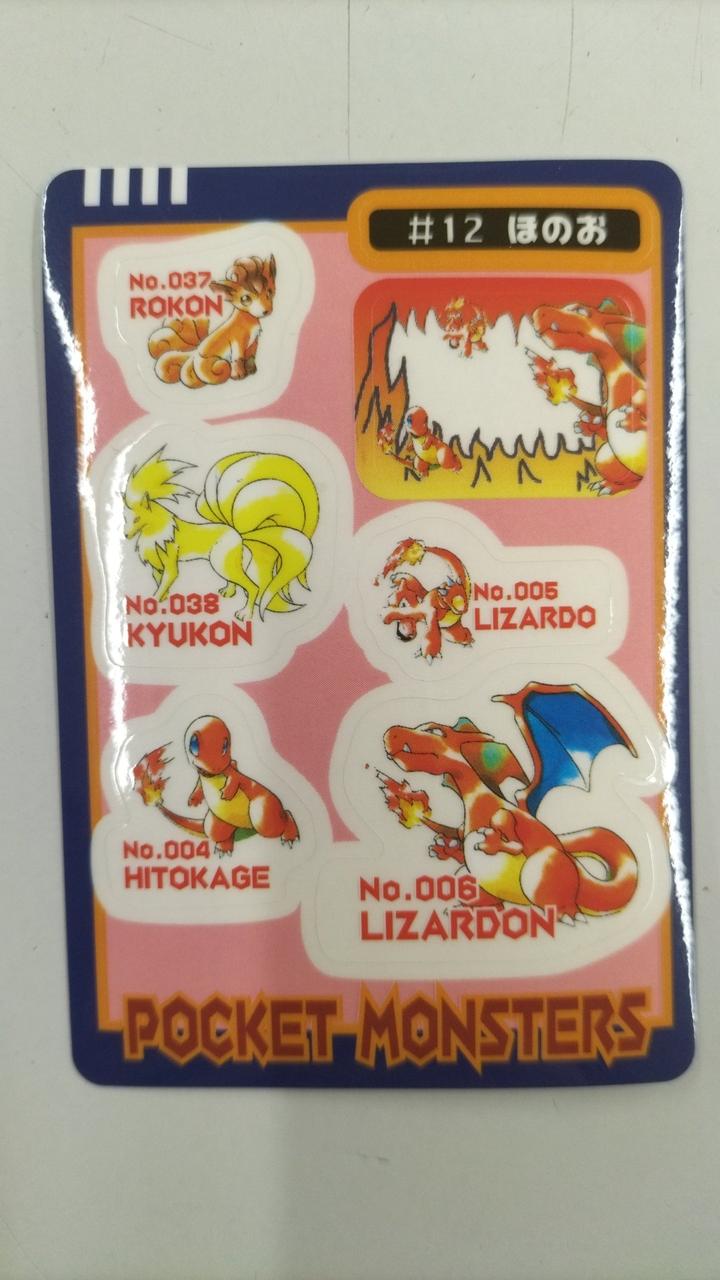 #12 ほのお
No.037
ROKON
No.038
KYUKON
No.005
LIZARDO
No.004
HITOKAGE
No.006
LIZARDON
POCKET MONSTERS